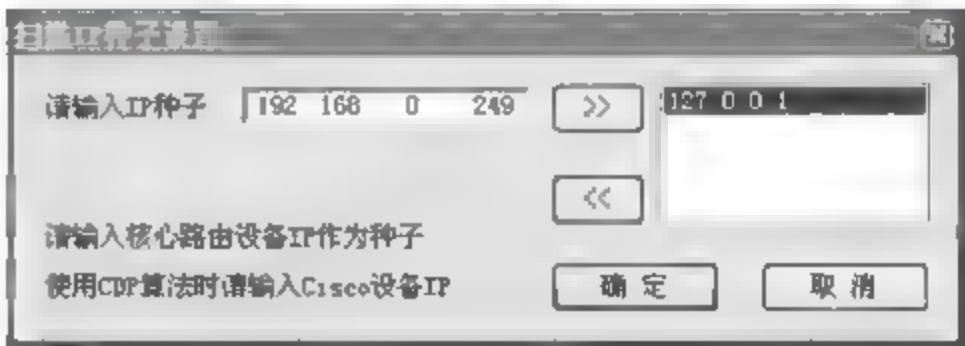 扫描IP种子设置
请输入IP种子 192 168 0 249 >> 127 0 0 1
<<
请输入核心路由设备IP作为种子
使用CDP算法时请输入Cisco设备IP 确定 取消